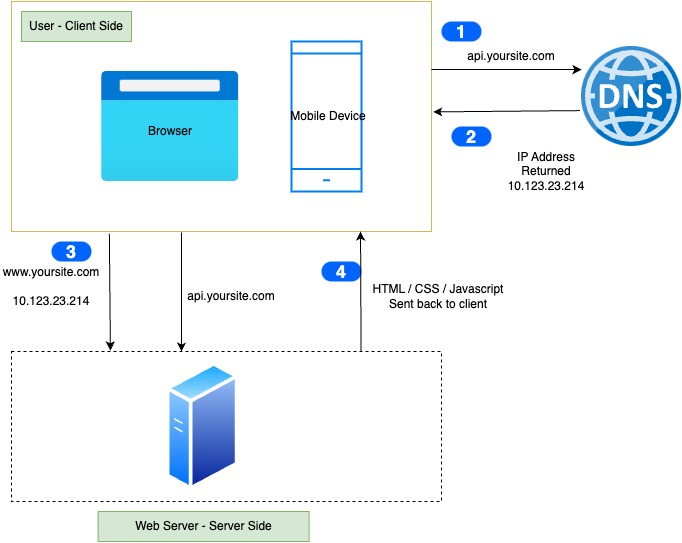 User - Client Side
1
api.yoursite.com
Browser
Mobile Device
DNS
2
IP Address
Returned
10.123.23.214
3
www.yoursite.com
10.123.23.214
api.yoursite.com
4
HTML / CSS / Javascript
Sent back to client
Web Server - Server Side